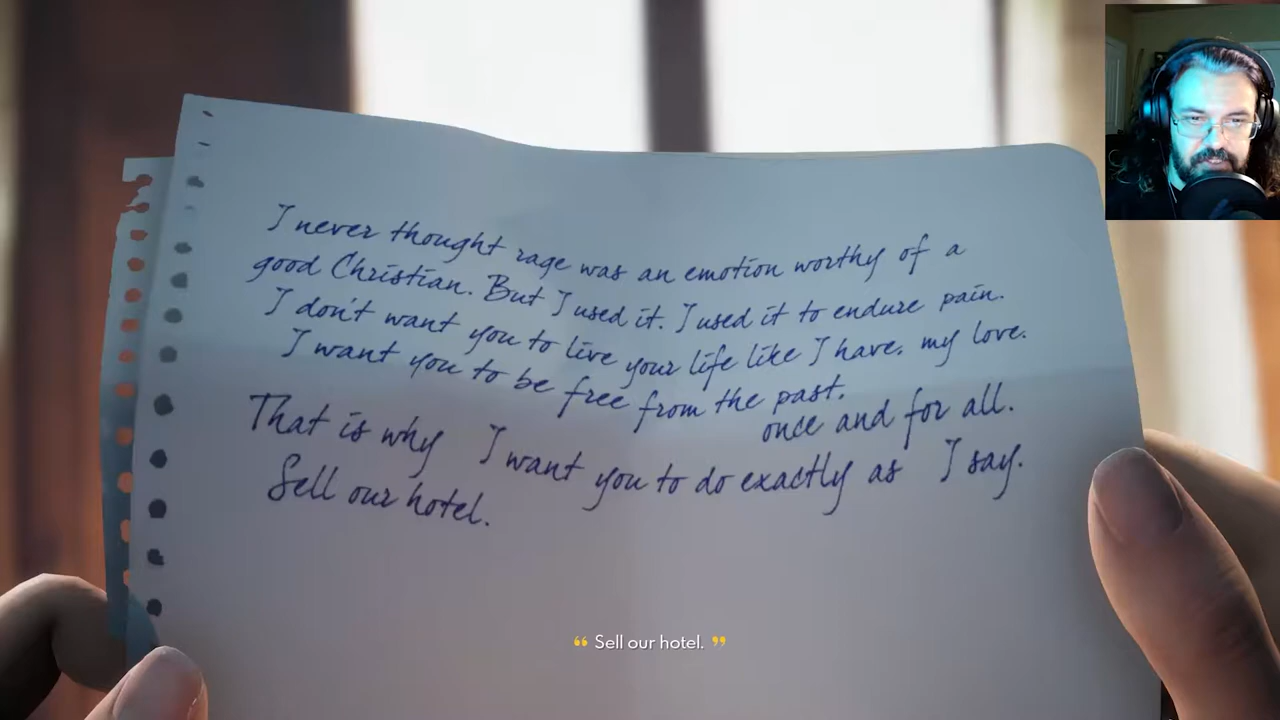 I never thought rage was an emotion worthy of a
good Christian. But I used it. I used it to endure pain.
I don't want you to live your life like I have, my love.
I want you to be free from the past,
once and for all.
That is why I want you to do exactly as I say.
Sell our hotel.
“ Sell our hotel. ”